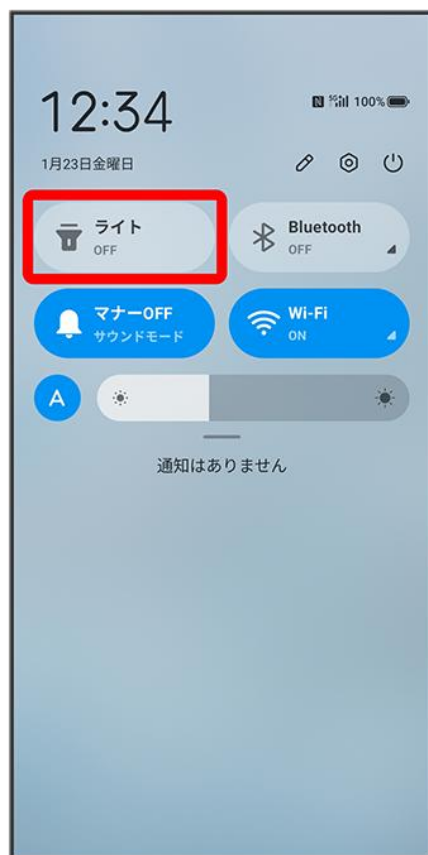 12:34
N 5G 100%
1月23日金曜日
ライト
OFF
Bluetooth
OFF
マナーOFF
サウンドモード
Wi-Fi
ON
A
通知はありません